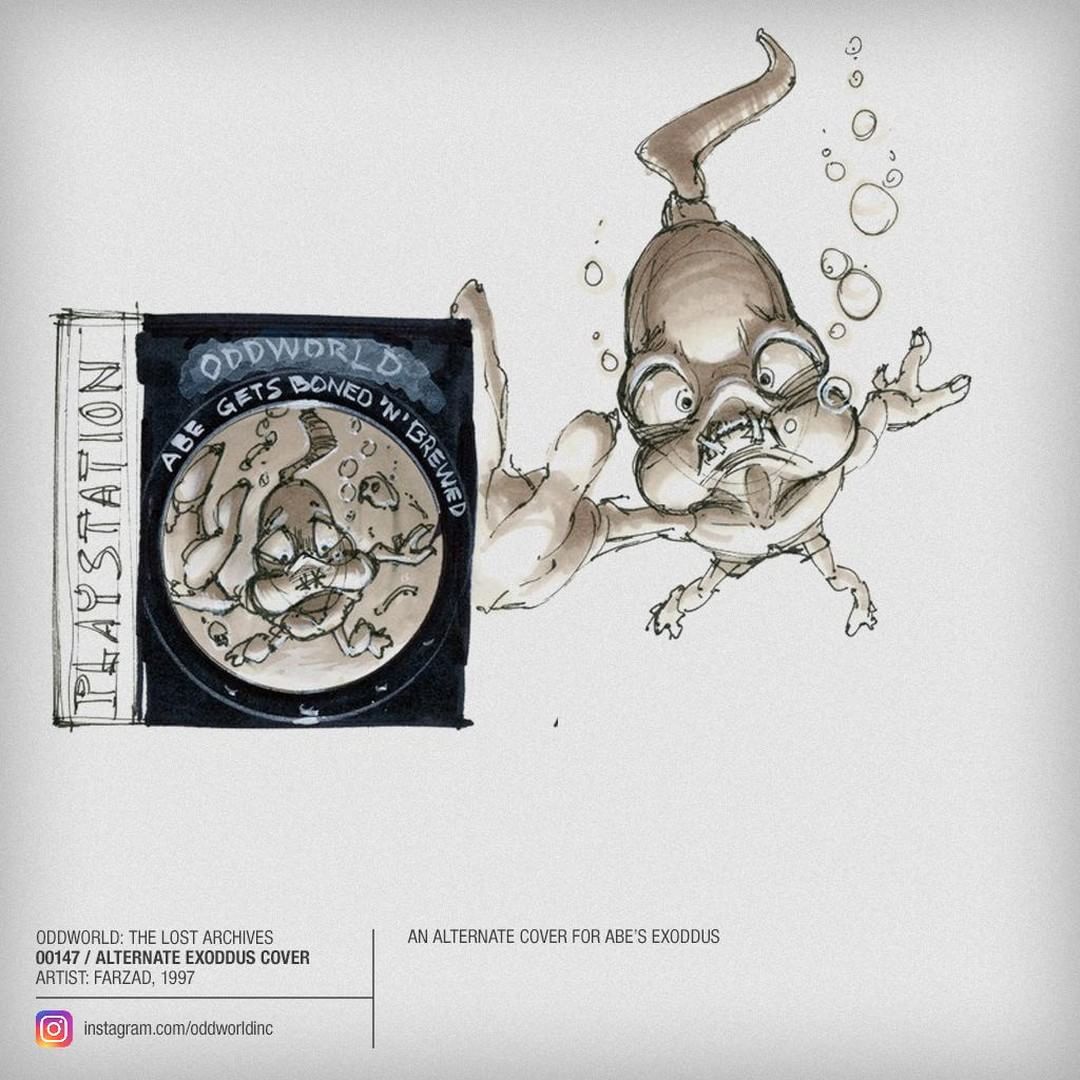 PLAYSTATION
ODDWORLD
ABE GETS BONED 'N' BREWED
ODDWORLD: THE LOST ARCHIVES
00147 / ALTERNATE EXODDUS COVER
ARTIST: FARZAD, 1997
instagram.com/oddworldinc
AN ALTERNATE COVER FOR ABE'S EXODDUS